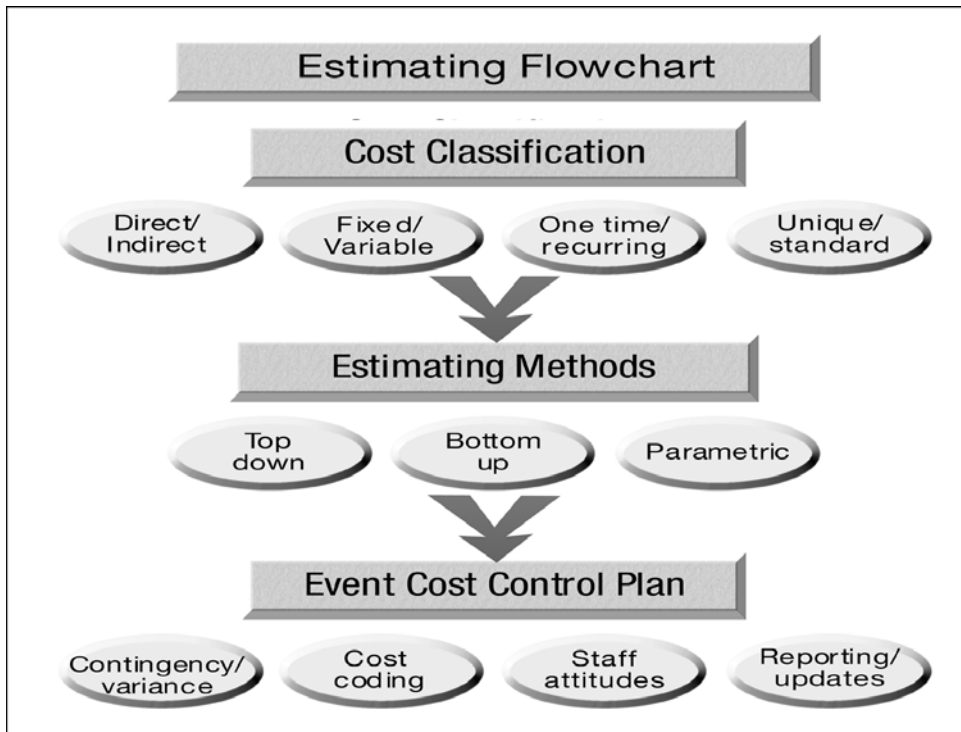 Estimating Flowchart
Cost Classification
Direct/
Indirect
Fixed/
Variable
One time/
recurring
Unique/
standard
Estimating Methods
Top
down
Bottom
up
Parametric
Event Cost Control Plan
Contingency/
variance
Cost
coding
Staff
attitudes
Reporting/
updates